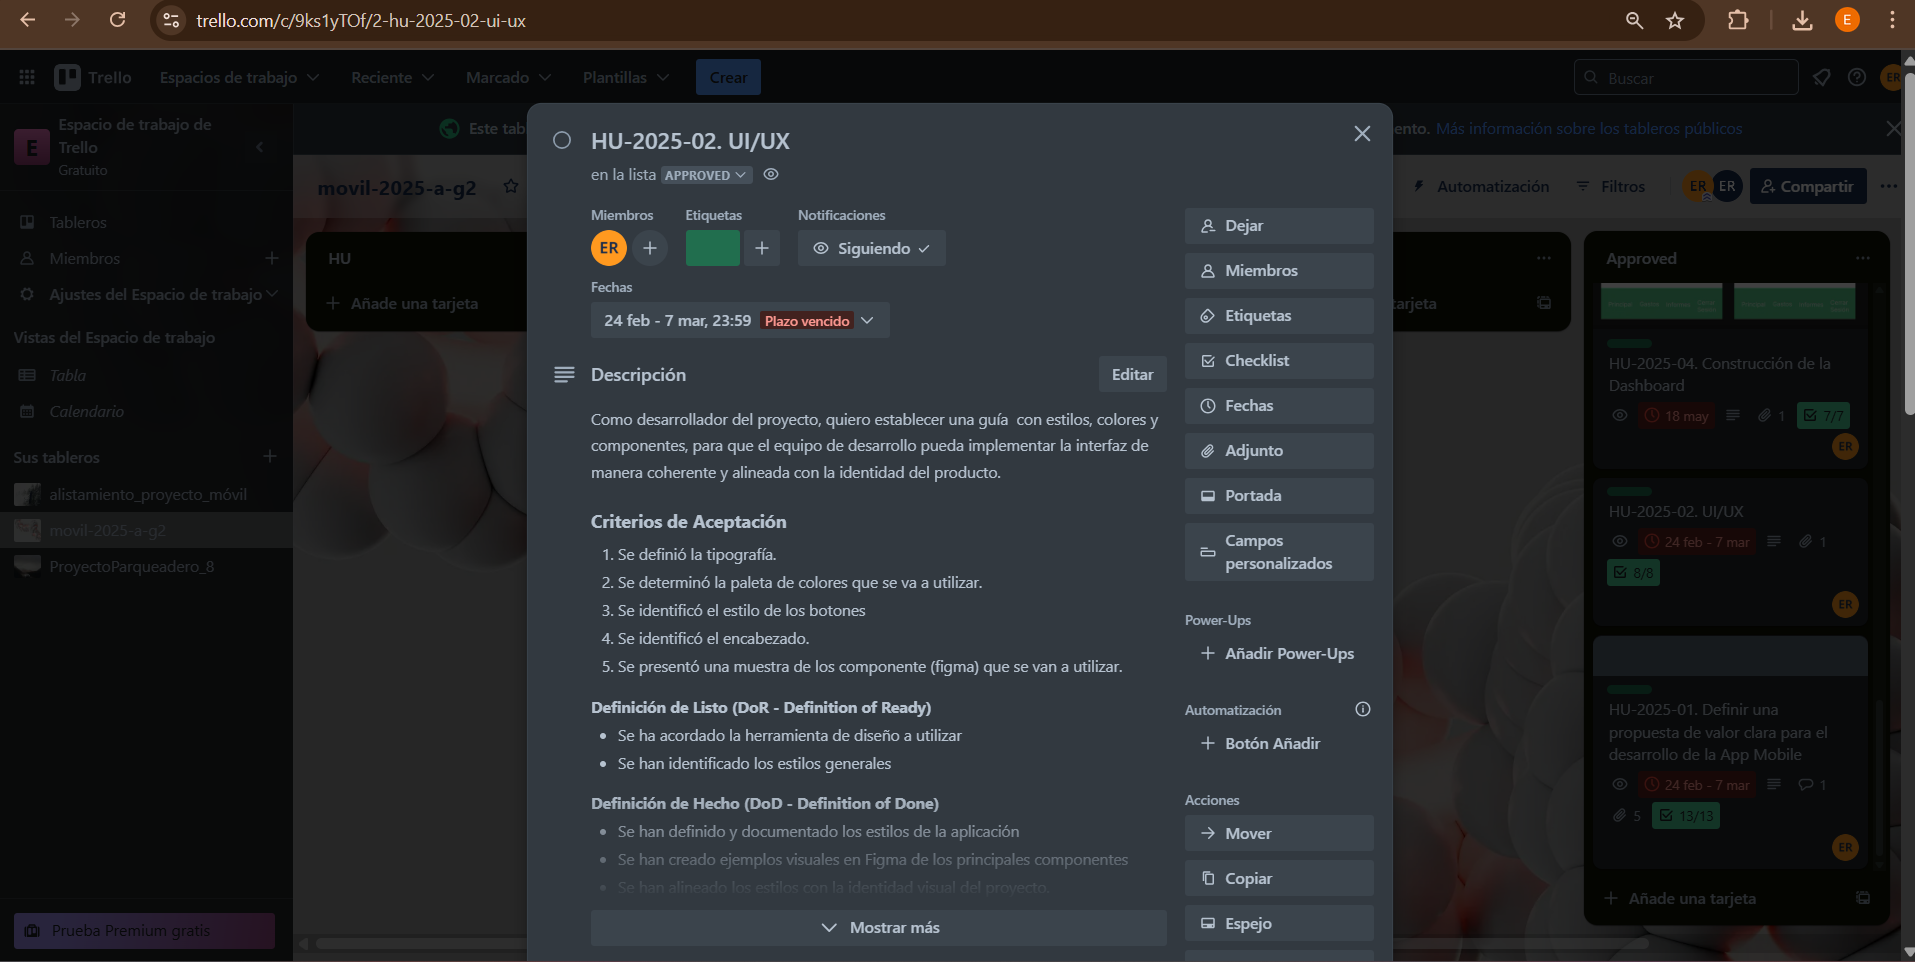 trello.com/c/9ks1yTOf/2-hu-2025-02-ui-ux
E
Trello
Espacios de trabajo
Reciente
Marcado
Plantillas
Crear
Buscar
ER
E
Espacio de trabajo de
Trello
Gratuito
Tableros
Miembros
Ajustes del Espacio de trabajo
Vistas del Espacio de trabajo
Tabla
Calendario
Sus tableros
alistamiento_proyecto_móvil
movil-2025-a-g2
ProyectoParqueadero_8
Prueba Premium gratis
Este tab
ento. Más información sobre los tableros públicos
movil-2025-a-g2
Automatización
Filtros
ER
ER
Compartir
HU
Añade una tarjeta
HU-2025-02. UI/UX
en la lista APPROVED
Miembros
Etiquetas
Notificaciones
ER
Siguiendo
Fechas
24 feb - 7 mar, 23:59 Plazo vencido
Descripción
Editar
Como desarrollador del proyecto, quiero establecer una guía con estilos, colores y
componentes, para que el equipo de desarrollo pueda implementar la interfaz de
manera coherente y alineada con la identidad del producto.
Criterios de Aceptación
1. Se definió la tipografía.
2. Se determinó la paleta de colores que se va a utilizar.
3. Se identificó el estilo de los botones
4. Se identificó el encabezado.
5. Se presentó una muestra de los componente (figma) que se van a utilizar.
Definición de Listo (DoR - Definition of Ready)
• Se ha acordado la herramienta de diseño a utilizar
• Se han identificado los estilos generales
Definición de Hecho (DoD - Definition of Done)
• Se han definido y documentado los estilos de la aplicación
• Se han creado ejemplos visuales en Figma de los principales componentes
• Se han alineado los estilos con la identidad visual del proyecto.
Mostrar más
Dejar
Miembros
Etiquetas
Checklist
Fechas
Adjunto
Portada
Campos
personalizados
Power-Ups
Añadir Power-Ups
Automatización
Botón Añadir
Acciones
Mover
Copiar
Espejo
tarjeta
Approved
HU-2025-04. Construcción de la
Dashboard
18 may
1
7/7
ER
HU-2025-02. UI/UX
24 feb - 7 mar
1
8/8
ER
HU-2025-01. Definir una
propuesta de valor clara para el
desarrollo de la App Mobile
24 feb - 7 mar
1
5
13/13
ER
Añade una tarjeta